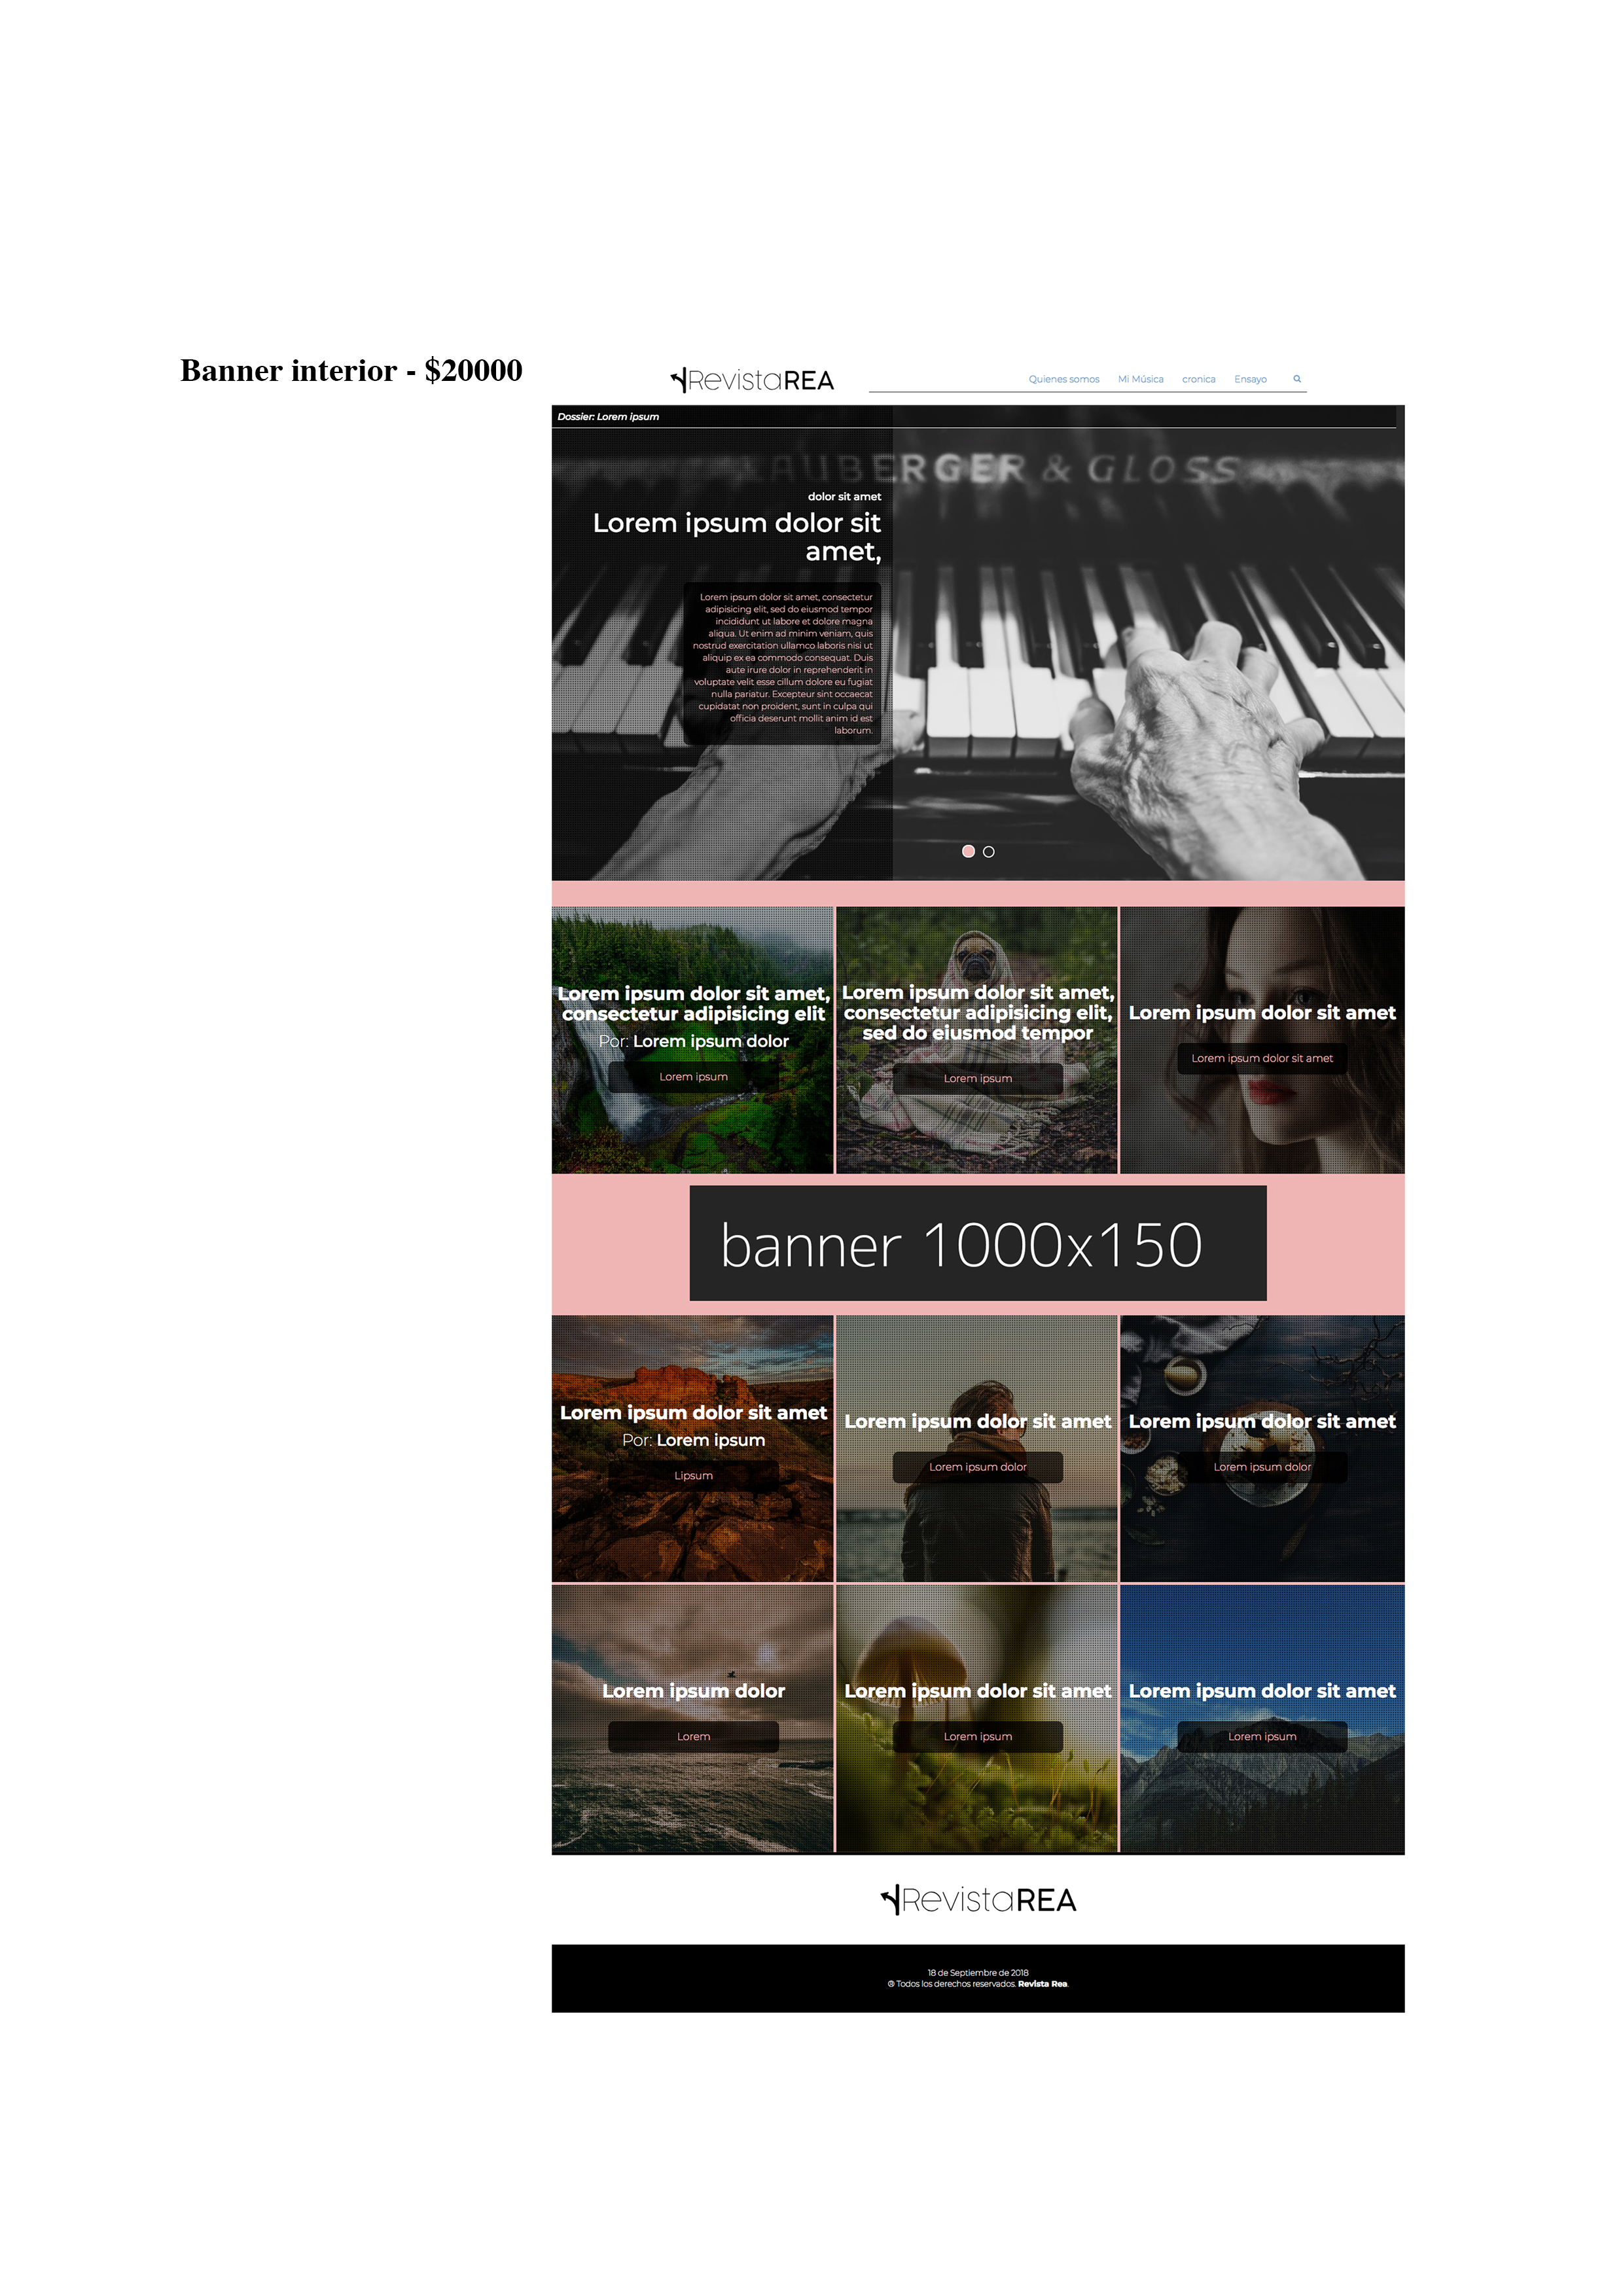 Banner interior - $20000
RevistaREA
Quienes somos Mi Música cronica Ensayo
Dossier: Lorem ipsum
AUBERGER & GLOSS
dolor sit amet
Lorem ipsum dolor sit
amet,
Lorem ipsum dolor sit amet, consectetur
adipisicing elit, sed do eiusmod tempor
incididunt ut labore et dolore magna
aliqua. Ut enim ad minim veniam, quis
nostrud exercitation ullamco laboris nisi ut
aliquip ex ea commodo consequat. Duis
aute irure dolor in reprehenderit in
voluptate velit esse cillum dolore eu fugiat
nulla pariatur. Excepteur sint occaecat
cupidatat non proident, sunt in culpa qui
officia deserunt mollit anim id est
laborum.
Lorem ipsum dolor sit amet,
consectetur adipisicing elit
Por: Lorem ipsum dolor
Lorem ipsum
Lorem ipsum dolor sit amet,
consectetur adipisicing elit,
sed do eiusmod tempor
Lorem ipsum
Lorem ipsum dolor sit amet
Lorem ipsum dolor sit amet
banner 1000x150
Lorem ipsum dolor sit amet
Por: Lorem ipsum
Lipsum
Lorem ipsum dolor sit amet
Lorem ipsum dolor
Lorem ipsum dolor sit amet
Lorem ipsum dolor
Lorem ipsum dolor
Lorem
Lorem ipsum dolor sit amet
Lorem ipsum
Lorem ipsum dolor sit amet
Lorem ipsum
RevistaREA
18 de Septiembre de 2018
® Todos los derechos reservados. Revista Rea.